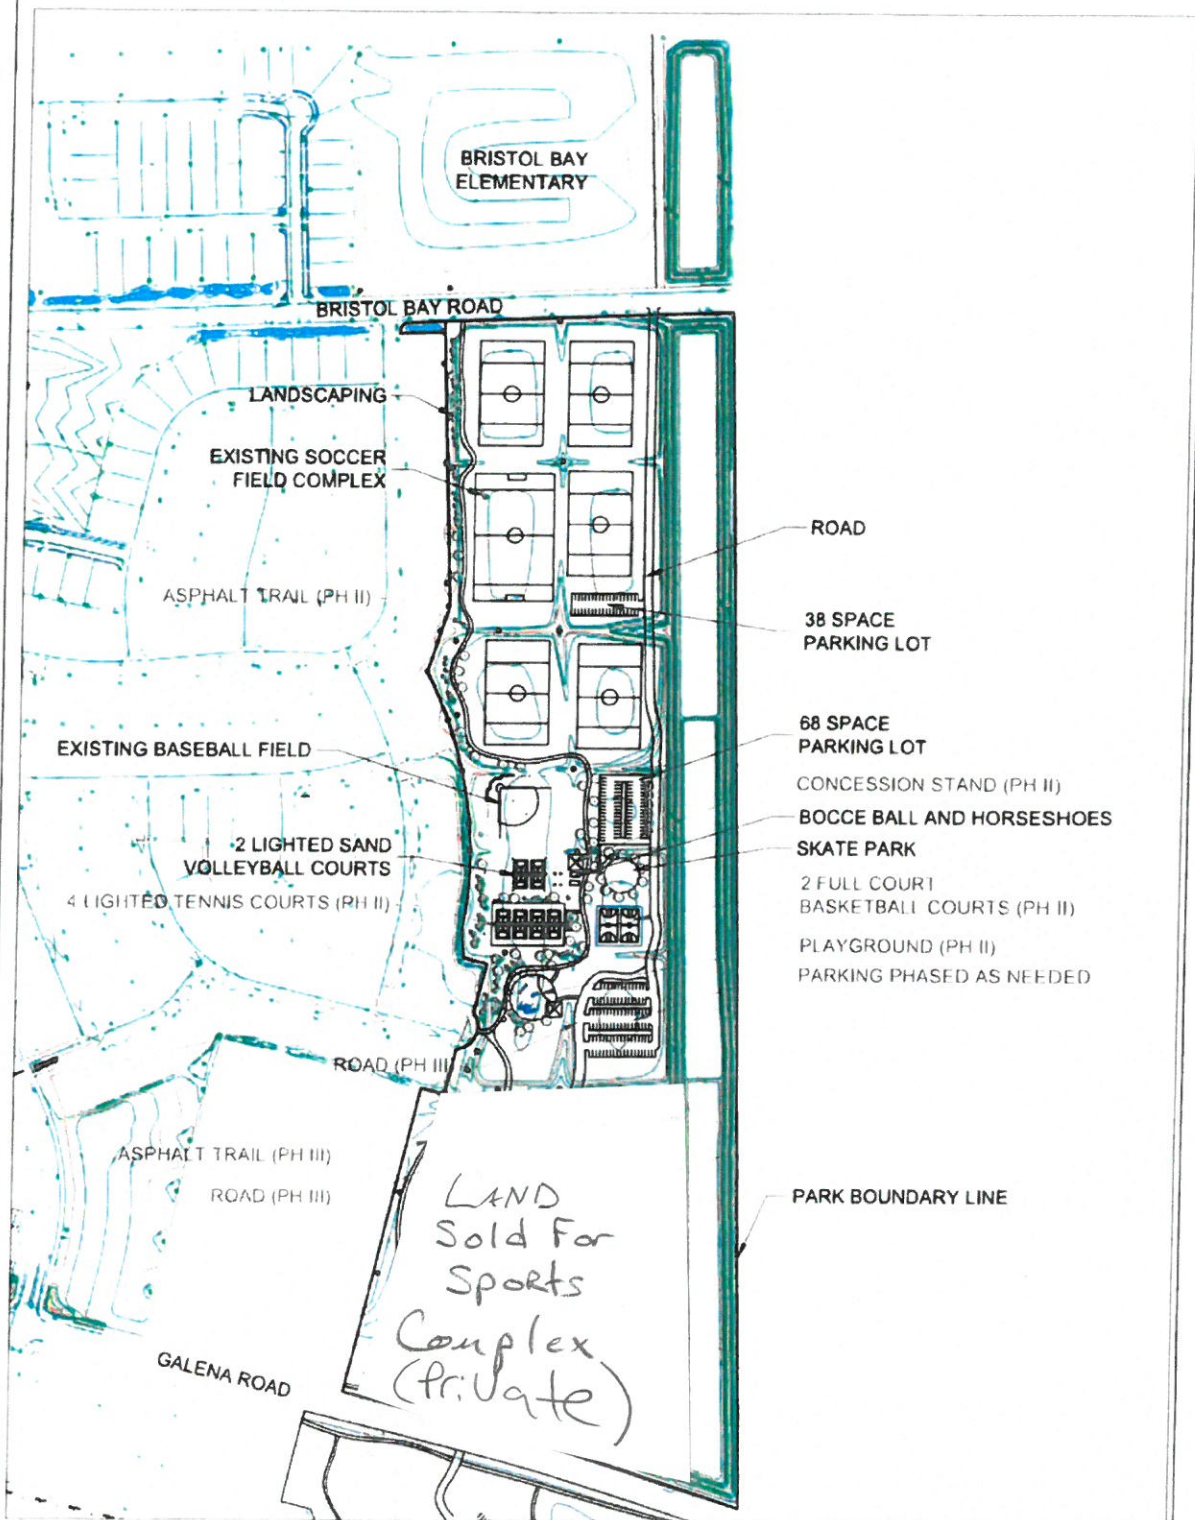 BRISTOL BAY
ELEMENTARY
BRISTOL BAY ROAD
LANDSCAPING
EXISTING SOCCER
FIELD COMPLEX
ROAD
ASPHALT TRAIL (PH II)
38 SPACE
PARKING LOT
68 SPACE
PARKING LOT
EXISTING BASEBALL FIELD
CONCESSION STAND (PH II)
BOCCE BALL AND HORSESHOES
2 LIGHTED SAND
VOLLEYBALL COURTS
SKATE PARK
4 LIGHTED TENNIS COURTS (PH II)
2 FULL COURT
BASKETBALL COURTS (PH II)
PLAYGROUND (PH II)
PARKING PHASED AS NEEDED
ROAD (PH III
ASPHALT TRAIL (PH III)
ROAD (PH III)
PARK BOUNDARY LINE
LAND
Sold For
Sports
Complex
(Private)
GALENA ROAD